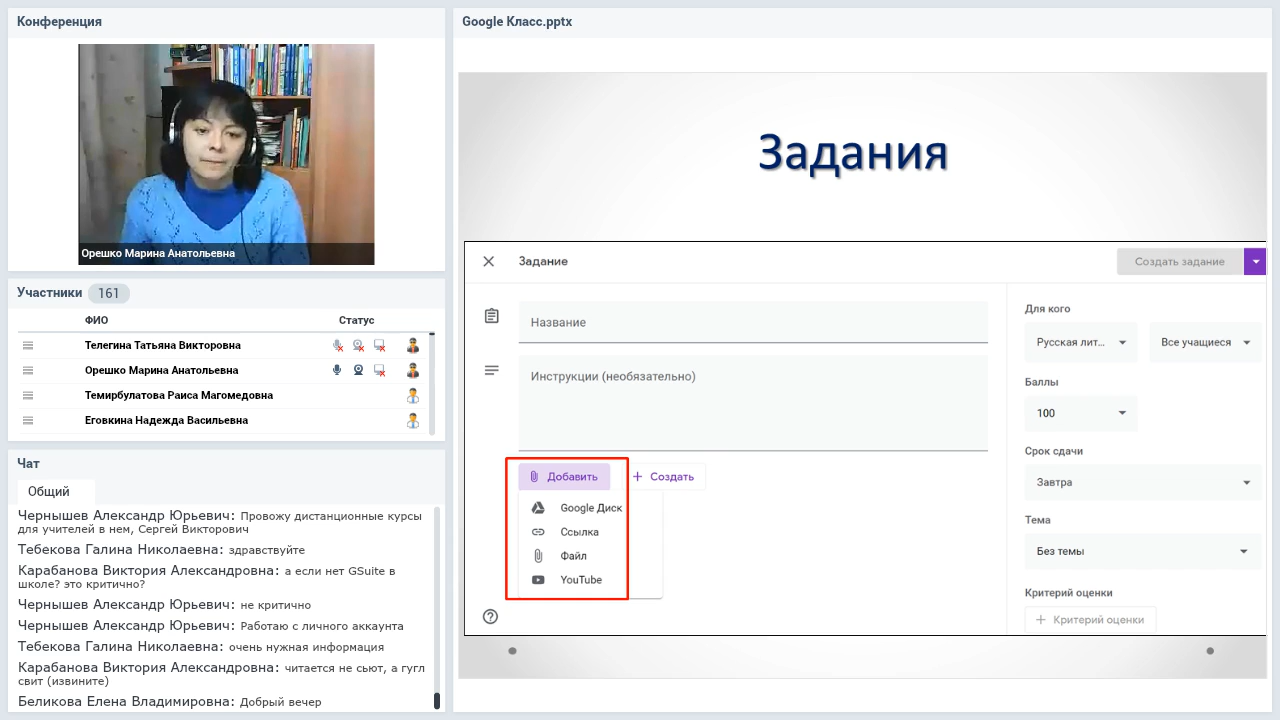 Конференция
Орешко Марина Анатольевна
Участники 161
ФИО Статус
Телегина Татьяна Викторовна
Орешко Марина Анатольевна
Темирбулатова Раиса Магомедовна
Еговкина Надежда Васильевна
Чат
Общий
Чернышев Александр Юрьевич: Провожу дистанционные курсы
для учителей в нем, Сергей Викторович
Тебекова Галина Николаевна: здравствуйте
Карабанова Виктория Александровна: а если нет GSuite в
школе? это критично?
Чернышев Александр Юрьевич: не критично
Чернышев Александр Юрьевич: Работаю с личного аккаунта
Тебекова Галина Николаевна: очень нужная информация
Карабанова Виктория Александровна: читается не сьют, а гугл
свит (извините)
Беликова Елена Владимировна: Добрый вечер
Google Класс.pptx
Задания
Задание
Создать задание
Название
Инструкции (необязательно)
Добавить
Создать
Google Диск
Ссылка
Файл
YouTube
Для кого
Русская лит...
Все учащиеся
Баллы
100
Срок сдачи
Завтра
Тема
Без темы
Критерий оценки
+ Критерий оценки